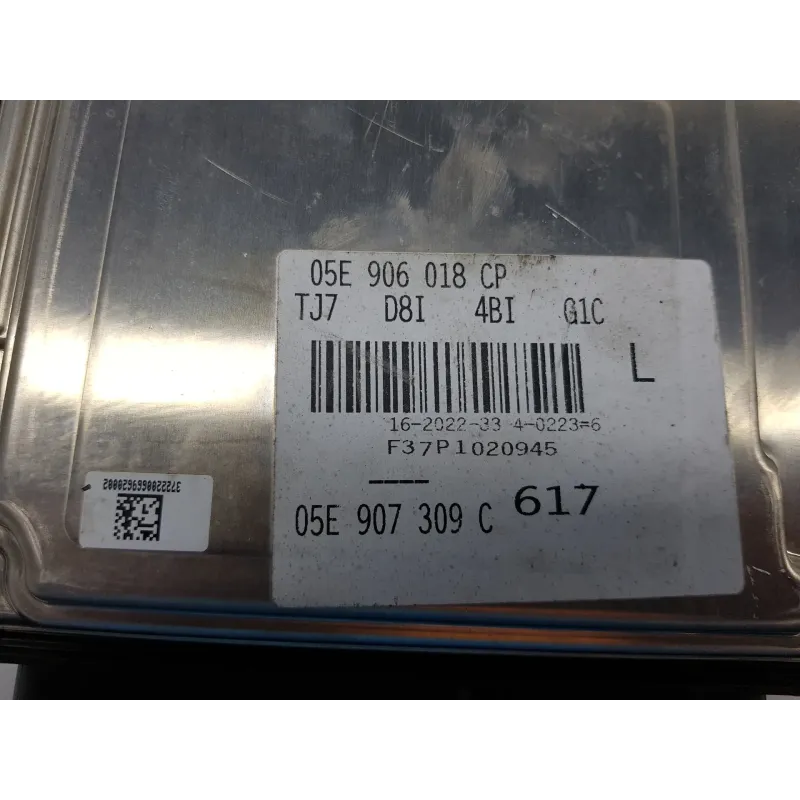 05E 906 018 CP
TJ7 D8I 4BI G1C
L
16-2022-33 4-0223=6
F37P1020945
05E 907 309 C 617